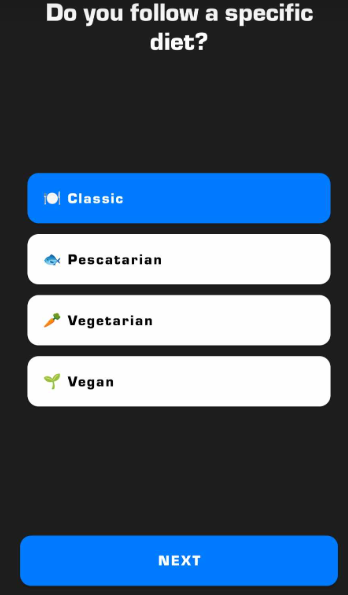 Do you follow a specific
diet?
Classic
Pescatarian
Vegetarian
Vegan
NEXT